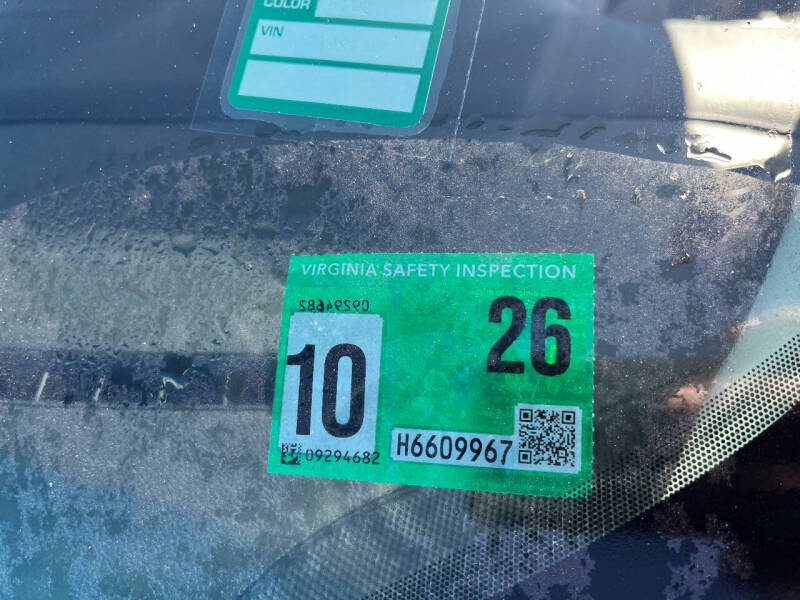 COLOR
VIN
VIRGINIA SAFETY INSPECTION
09294682
26
10
H6609967
09294682